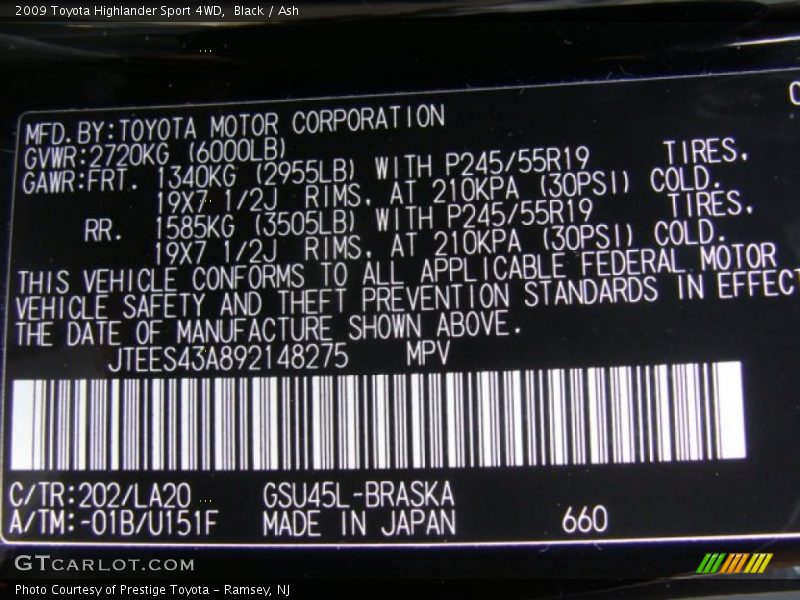 2009 Toyota Highlander Sport 4WD, Black / Ash
C
MFD.BY:TOYOTA MOTOR CORPORATION
GVWR:2720KG (6000LB)
GAWR:FRT. 1340KG (2955LB) WITH P245/55R19 TIRES.
19X7 1/2J RIMS. AT 210KPA (30PSI) COLD.
RR. 1585KG (3505LB) WITH P245/55R19 TIRES.
19X7 1/2J RIMS. AT 210KPA (30PSI) COLD.
THIS VEHICLE CONFORMS TO ALL APPLICABLE FEDERAL MOTOR
VEHICLE SAFETY AND THEFT PREVENTION STANDARDS IN EFFECT
THE DATE OF MANUFACTURE SHOWN ABOVE.
JTEES43A892148275 MPV
C/TR:202/LA20 GSU45L-BRASKA
A/TM:-01B/U151F MADE IN JAPAN 660
GTCARLOT.COM
Photo Courtesy of Prestige Toyota - Ramsey, NJ